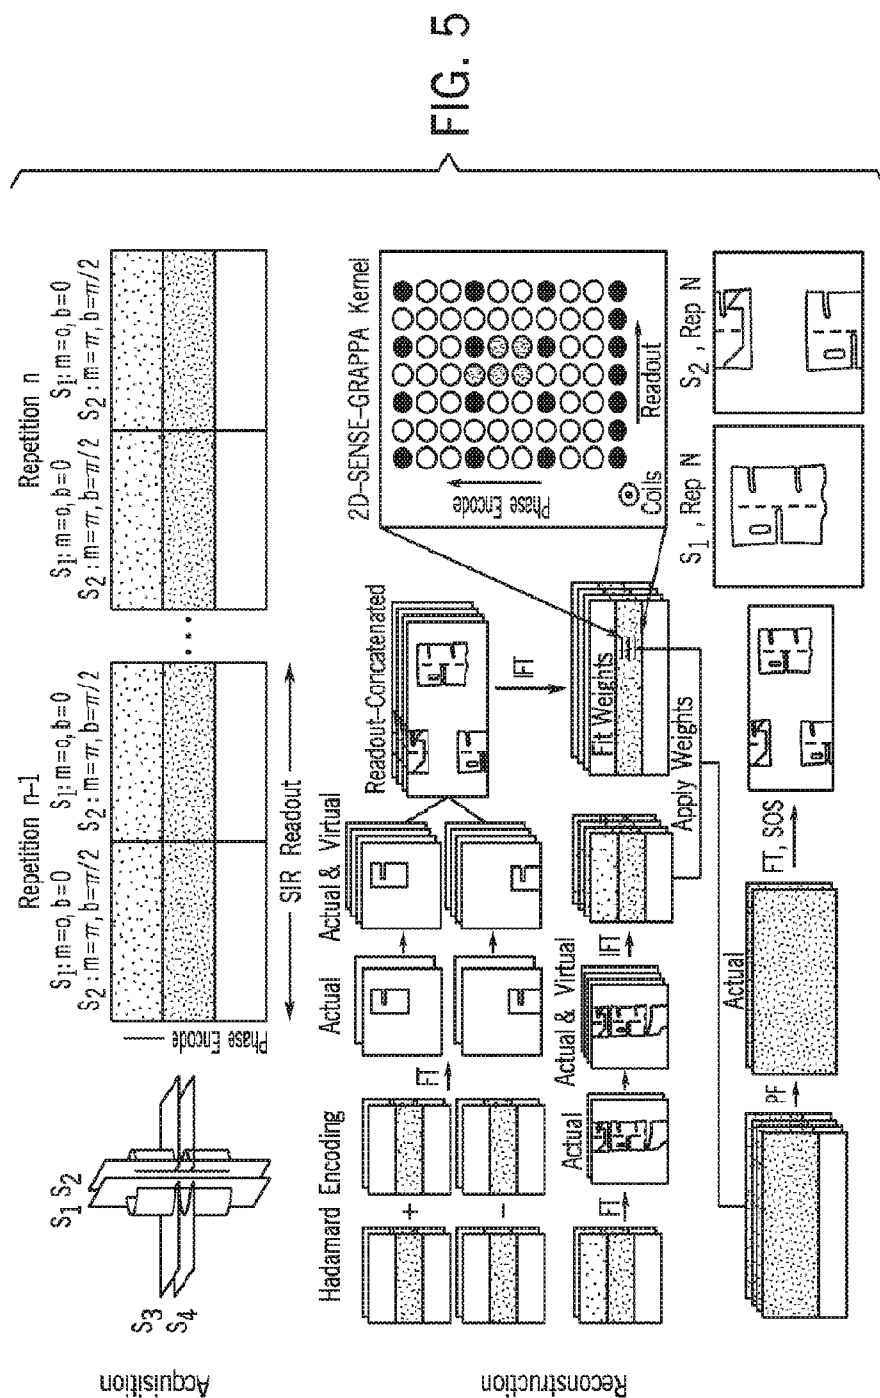 FIG. 5
Acquisition
S1 S2
S3
S4
Repetition n-1
S1:m=o,b=0
S2:m=π,b=π/2
S1:m=o,b=0
S2:m=π,b=π/2
Phase Encode
SIR Readout
...
Repetition n
S1:m=o,b=0
S2:m=π,b=π/2
S1:m=o,b=0
S2:m=π,b=π/2
Reconstruction
Hadamard Encoding
+
-
FT
Actual
Actual & Virtual
Readout-Concatenated
IFT
FT
Actual
Actual & Virtual
IFT
Fit Weights
Apply Weights
2D-SENSE-GRAPPA Kernel
Phase Encode
Coils
Readout
PF
Actual
FT, SOS
S1, Rep N
S2, Rep N